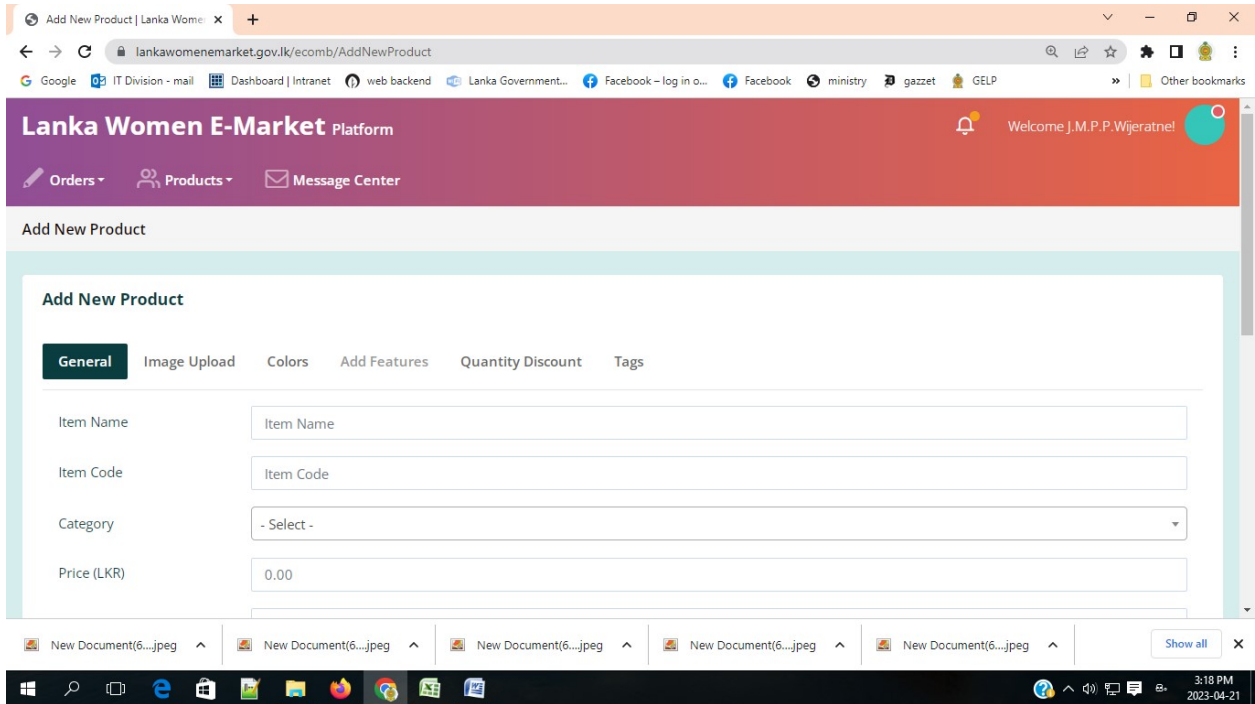 Add New Product | Lanka Wome
lankawomenemarket.gov.lk/ecomb/AddNewProduct
Google IT Division - mail Dashboard | Intranet web backend Lanka Government... Facebook – log in o... Facebook ministry gazzet GELP » Other bookmarks
Lanka Women E-Market Platform
Welcome J.M.P.P.Wijeratne!
Orders Products Message Center
Add New Product
Add New Product
General Image Upload Colors Add Features Quantity Discount Tags
Item Name Item Name
Item Code Item Code
Category - Select -
Price (LKR) 0.00
New Document(6....jpeg New Document(6....jpeg New Document(6....jpeg New Document(6....jpeg New Document(6....jpeg Show all
3:18 PM
2023-04-21